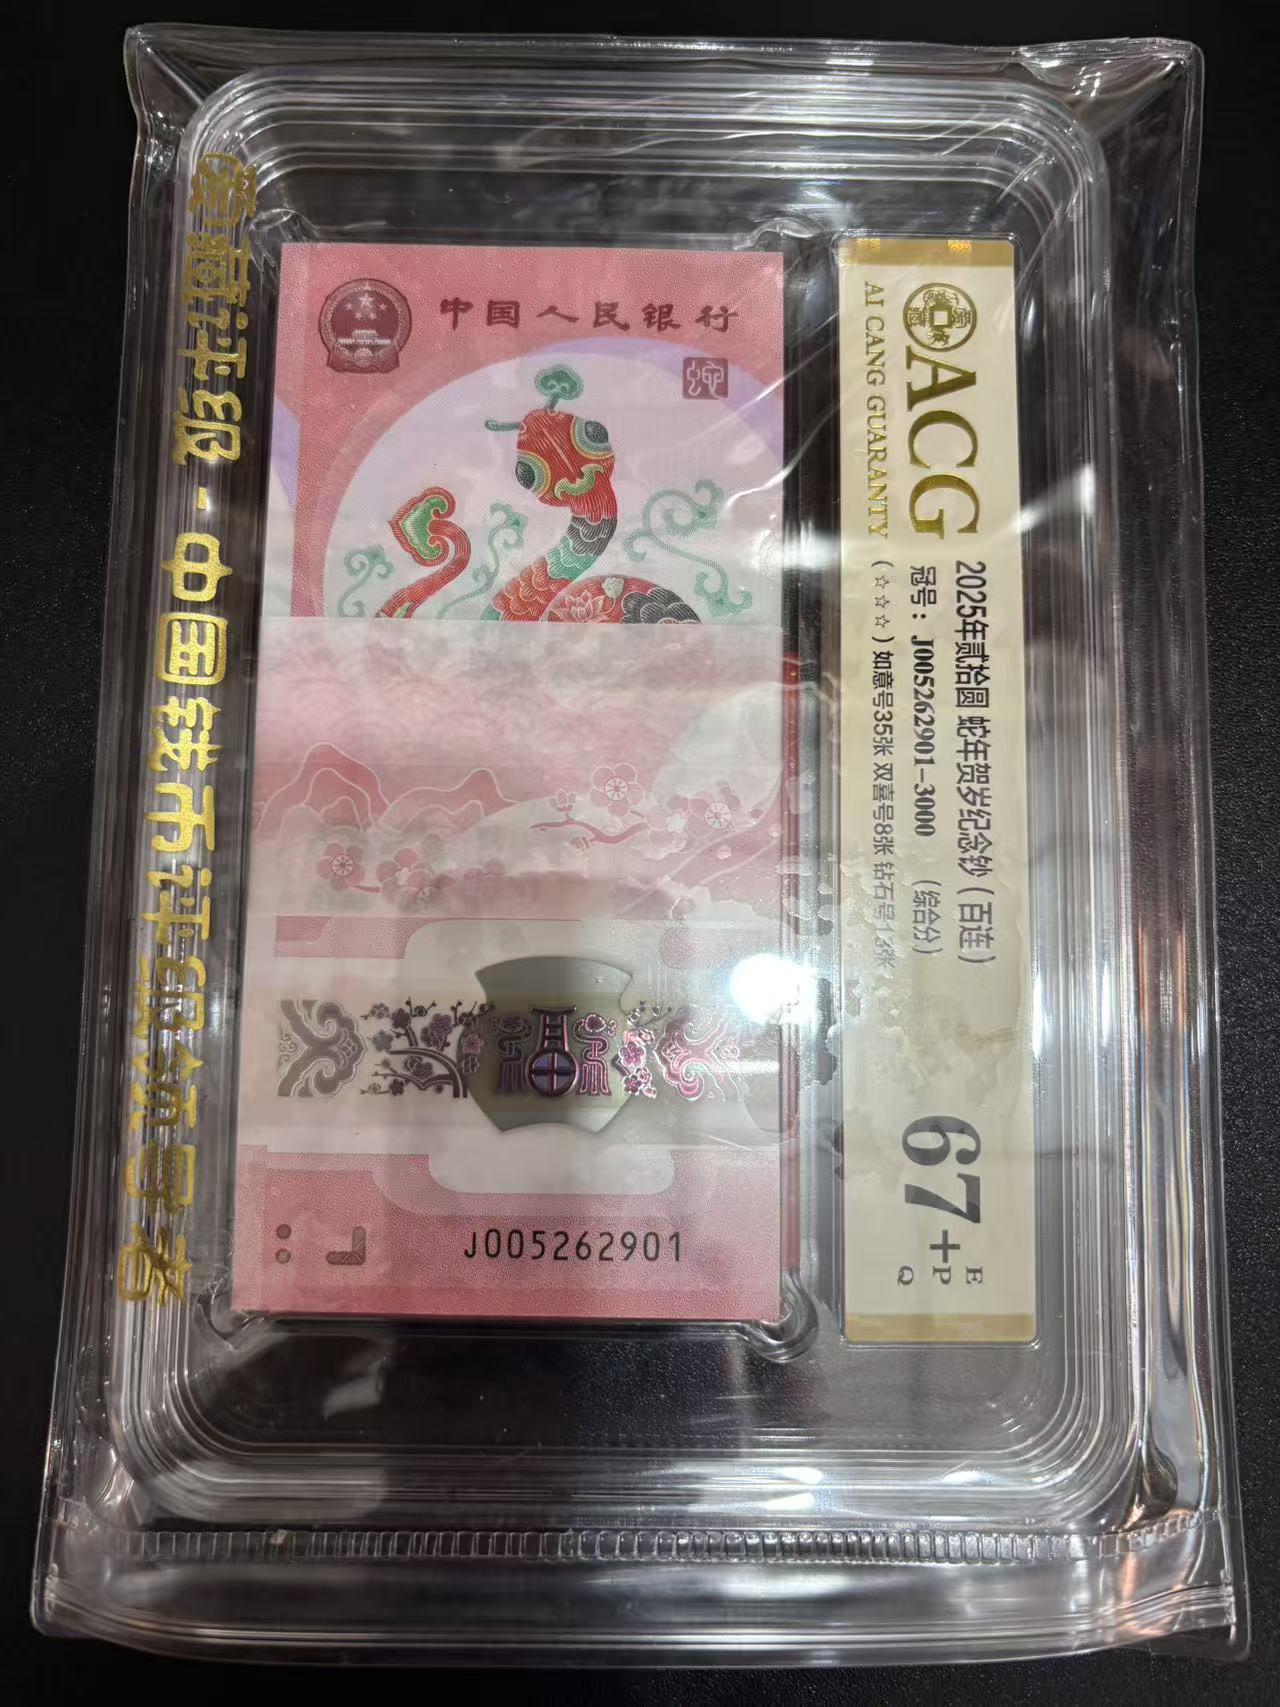 爱藏评级-中国钱币评级领导者
中国人民银行
蛇
J005262901
ACG
AI CANG GUARANTY
2025年贰拾圆 蛇年贺岁纪念钞(百连)
冠号:J005262901-3000 (综合分)
(☆☆☆)如意号35张 双喜号8张 钻石号13张
67+
E
P
Q